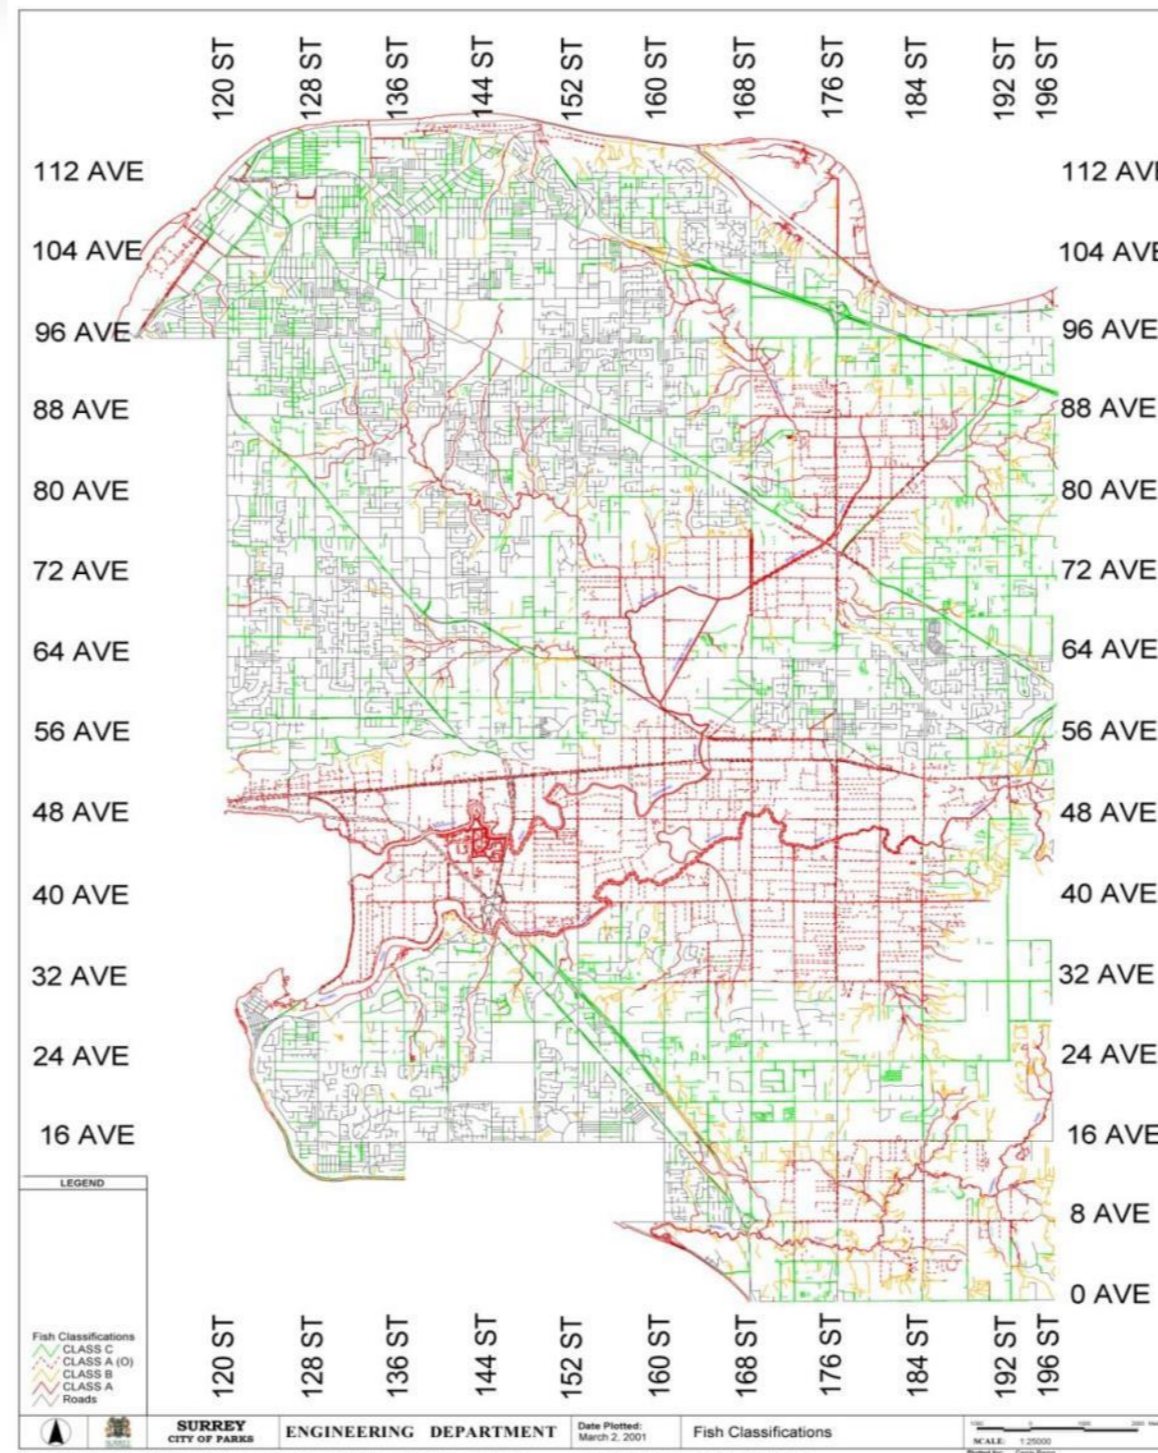 120 ST
128 ST
136 ST
144 ST
152 ST
160 ST
168 ST
176 ST
184 ST
192 ST
196 ST
112 AVE
112 AVE
104 AVE
104 AVE
96 AVE
96 AVE
88 AVE
88 AVE
80 AVE
80 AVE
72 AVE
72 AVE
64 AVE
64 AVE
56 AVE
56 AVE
48 AVE
48 AVE
40 AVE
40 AVE
32 AVE
32 AVE
24 AVE
24 AVE
16 AVE
16 AVE
8 AVE
0 AVE
120 ST
128 ST
136 ST
144 ST
152 ST
160 ST
168 ST
176 ST
184 ST
192 ST
196 ST
LEGEND
Fish Classifications
CLASS C
CLASS A (O)
CLASS B
CLASS A
Roads
SURREY
CITY OF PARKS
ENGINEERING DEPARTMENT
Date Plotted:
March 2, 2001
Fish Classifications
SCALE: 1:25000